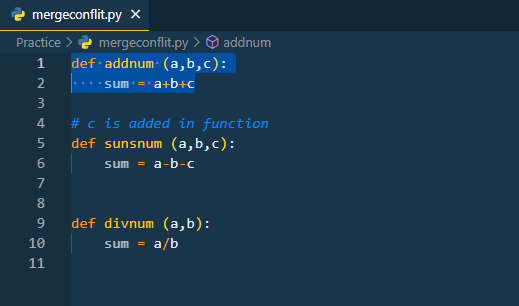 mergeconflit.py ×
Practice > mergeconflit.py > addnum
1 def addnum (a,b,c):
2     sum = a+b+c
3
4 # c is added in function
5 def sunsnum (a,b,c):
6     sum = a-b-c
7
8
9 def divnum (a,b):
10     sum = a/b
11